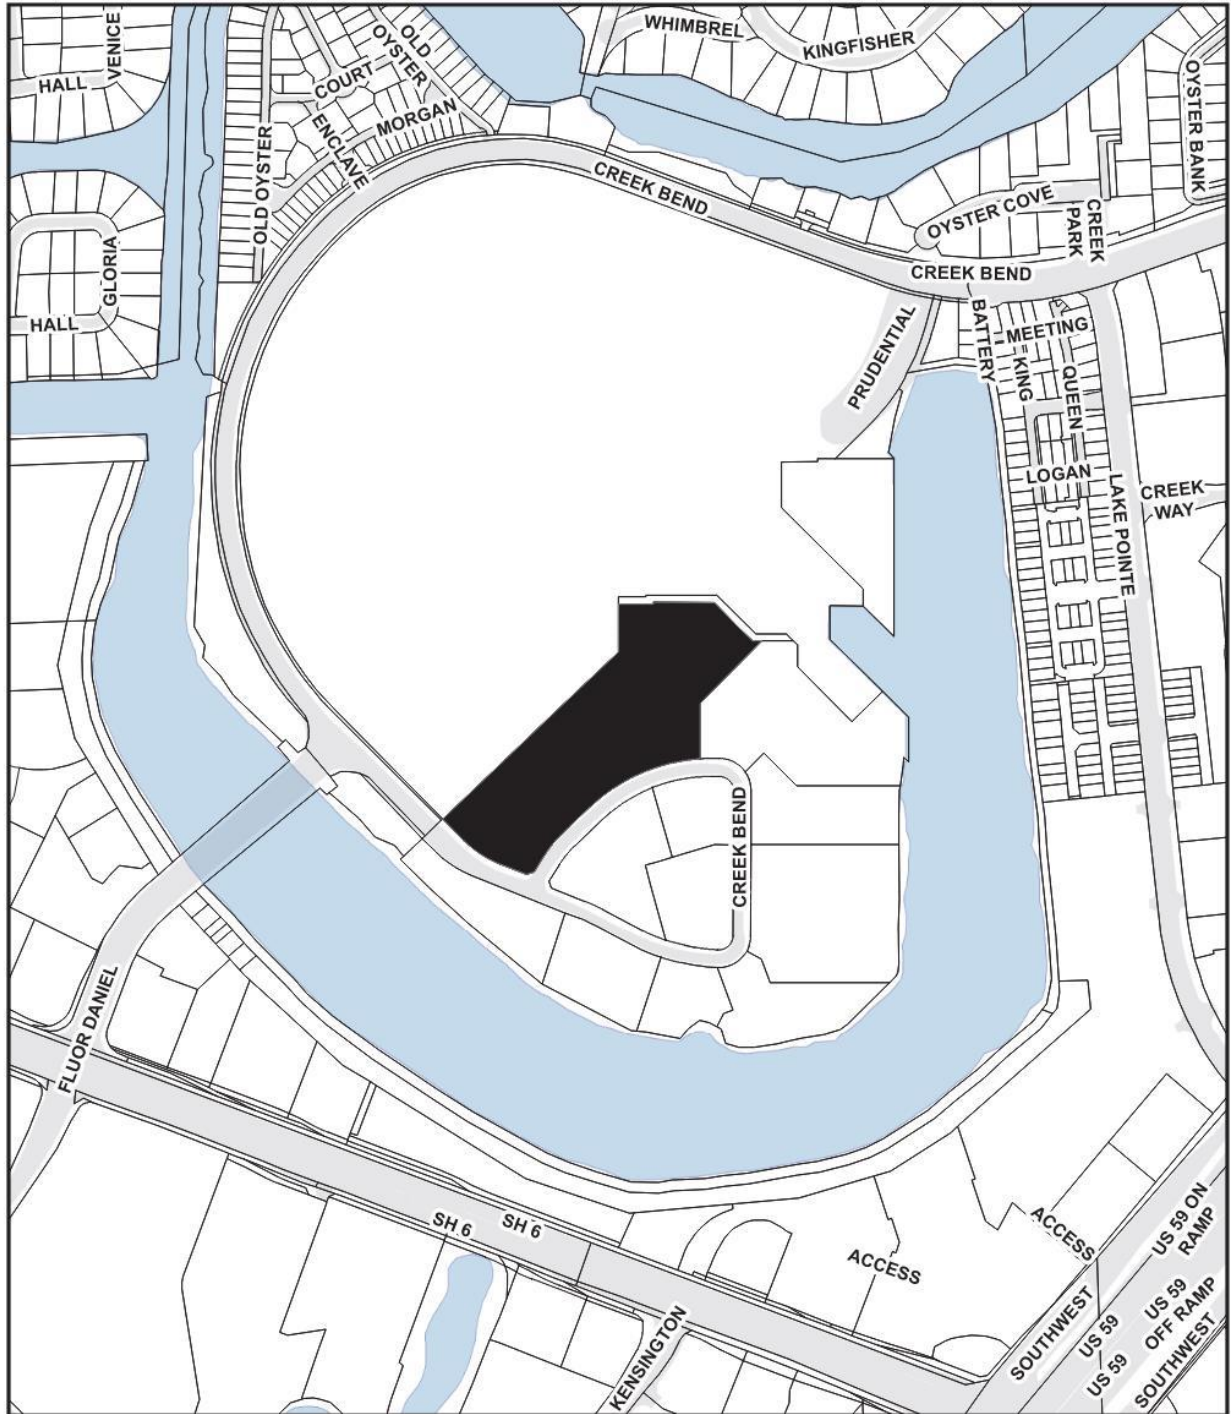 WHIMBREL
KINGFISHER
VENICE
HALL
OLD
OYSTER
COURT
ENCLAVE
MORGAN
OYSTER BANK
OLD OYSTER
CREEK BEND
OYSTER COVE
CREEK
PARK
GLORIA
HALL
CREEK BEND
PRUDENTIAL
BATTERY
MEETING
KING
QUEEN
LOGAN
LAKE POINTE
CREEK
WAY
CREEK BEND
FLUOR DANIEL
SH 6
SH 6
ACCESS
ACCESS
US 59 ON
RAMP
KENSINGTON
SOUTHWEST
US 59
US 59
US 59
OFF RAMP
SOUTHWEST